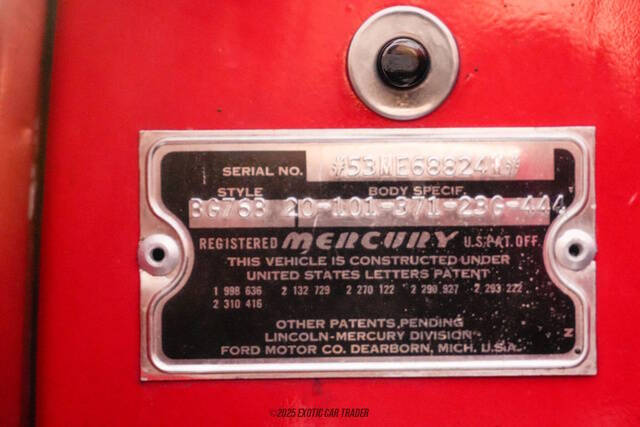 SERIAL NO. *53ME68824M*
STYLE BODY SPECIF.
BG76B 20-101-371-23G-444
REGISTERED MERCURY U.S. PAT. OFF.
THIS VEHICLE IS CONSTRUCTED UNDER
UNITED STATES LETTERS PATENT
1 998 636 2 132 729 2 270 122 2 290 927 2 293 222
2 310 416
OTHER PATENTS PENDING
LINCOLN-MERCURY DIVISION
FORD MOTOR CO. DEARBORN, MICH. U.S.A.
©2025 EXOTIC CAR TRADER